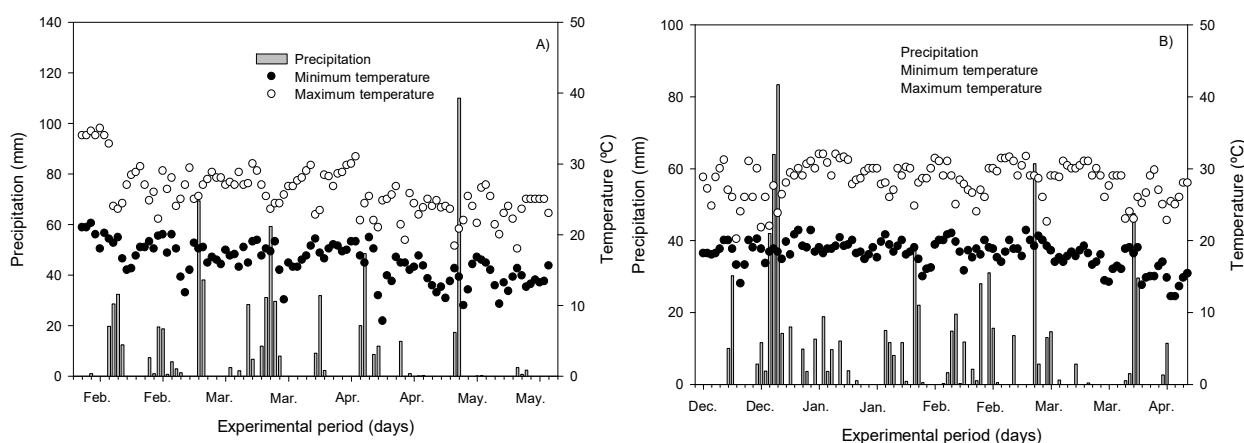 A)
Precipitation
Minimum temperature
Maximum temperature
Precipitation (mm)
140
120
100
80
60
40
20
0
Temperature (ºC)
50
40
30
20
10
0
Feb. Feb. Mar. Mar. Apr. Apr. May. May.
Experimental period (days)
B)
Precipitation
Minimum temperature
Maximum temperature
Precipitation (mm)
100
80
60
40
20
0
Temperature (ºC)
50
40
30
20
10
0
Dec. Dec. Jan. Jan. Feb. Feb. Mar. Mar. Apr.
Experimental period (days)